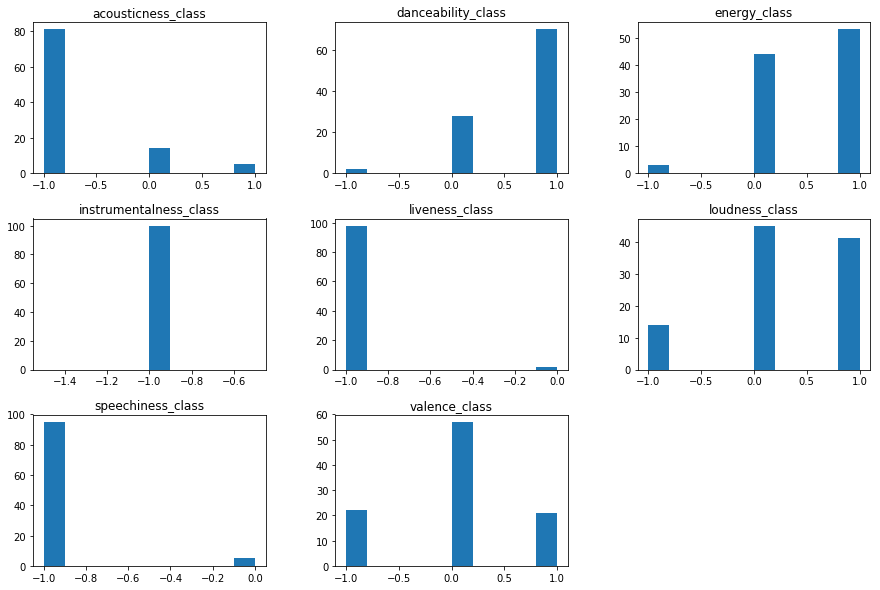 acousticness_class
80
60
40
20
0
−1.0 −0.5 0.0 0.5 1.0
danceability_class
60
40
20
0
−1.0 −0.5 0.0 0.5 1.0
energy_class
50
40
30
20
10
0
−1.0 −0.5 0.0 0.5 1.0
instrumentalness_class
100
80
60
40
20
0
−1.4 −1.2 −1.0 −0.8 −0.6
liveness_class
100
80
60
40
20
0
−1.0 −0.8 −0.6 −0.4 −0.2 0.0
loudness_class
40
30
20
10
0
−1.0 −0.5 0.0 0.5 1.0
speechiness_class
100
80
60
40
20
0
−1.0 −0.8 −0.6 −0.4 −0.2 0.0
valence_class
60
50
40
30
20
10
0
−1.0 −0.5 0.0 0.5 1.0